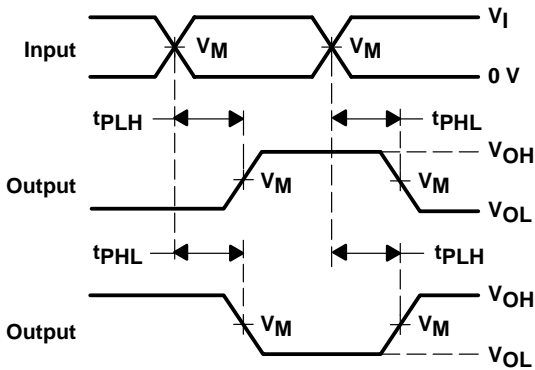 VI
Input VM VM
0 V
tPLH tPHL
VOH
Output VM VM
VOL
tPHL tPLH
VOH
Output VM VM
VOL